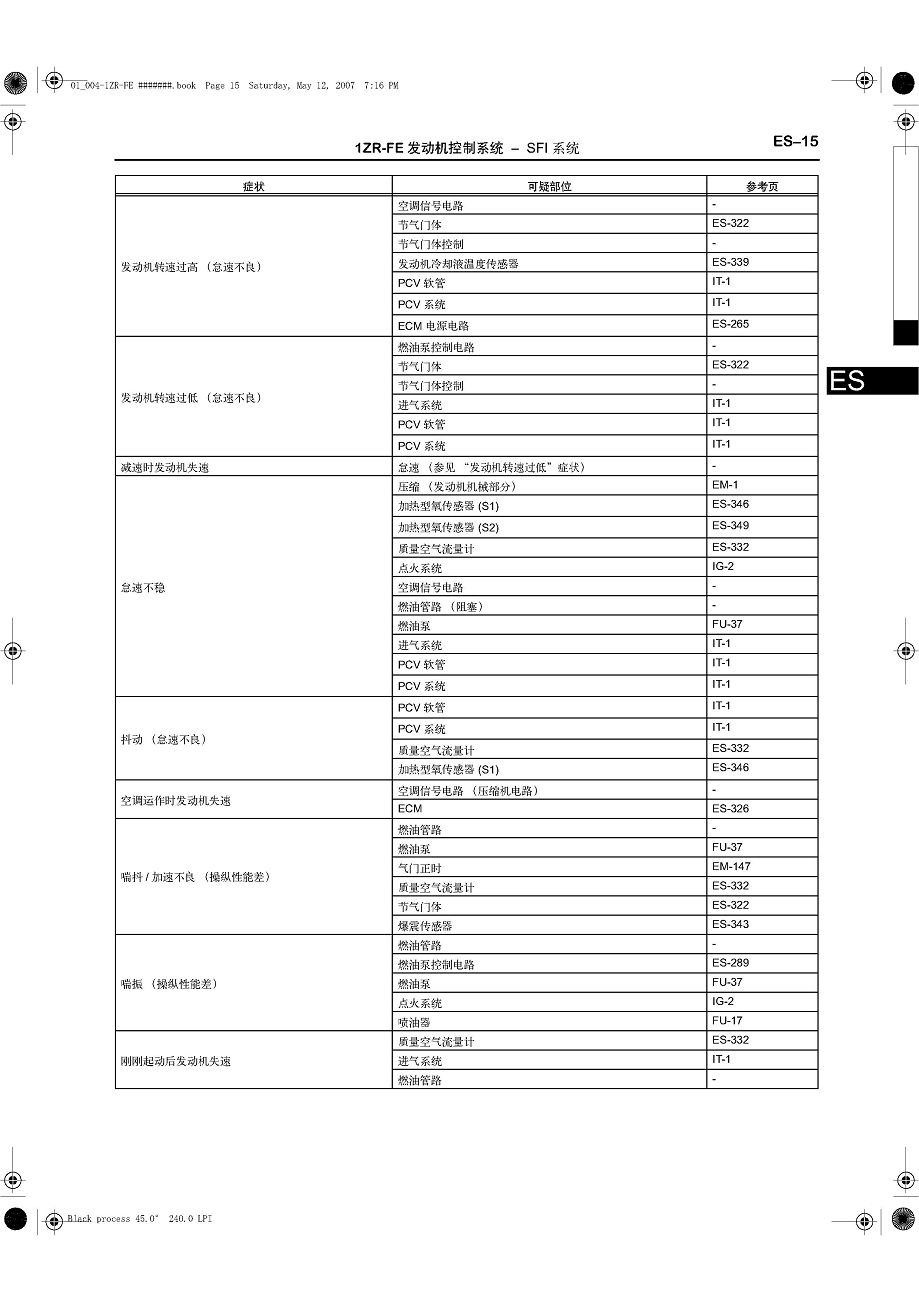 01_004-1ZR-FE #######.book Page 15 Saturday, May 12, 2007 7:16 PM
1ZR-FE 发动机控制系统 – SFI 系统
ES–15
症状 可疑部位 参考页
发动机转速过高 （怠速不良）
空调信号电路 -
节气门体 ES-322
节气门体控制 -
发动机冷却液温度传感器 ES-339
PCV 软管 IT-1
PCV 系统 IT-1
ECM 电源电路 ES-265
发动机转速过低 （怠速不良）
燃油泵控制电路 -
节气门体 ES-322
节气门体控制 -
进气系统 IT-1
PCV 软管 IT-1
PCV 系统 IT-1
ES
减速时发动机失速 怠速 （参见 “发动机转速过低” 症状） -
怠速不稳
压缩 （发动机机械部分） EM-1
加热型氧传感器 (S1) ES-346
加热型氧传感器 (S2) ES-349
质量空气流量计 ES-332
点火系统 IG-2
空调信号电路 -
燃油管路 （阻塞） -
燃油泵 FU-37
进气系统 IT-1
PCV 软管 IT-1
PCV 系统 IT-1
抖动 （怠速不良）
PCV 软管 IT-1
PCV 系统 IT-1
质量空气流量计 ES-332
加热型氧传感器 (S1) ES-346
空调运作时发动机失速
空调信号电路 （压缩机电路） -
ECM ES-326
喘抖 / 加速不良 （操纵性能差）
燃油管路 -
燃油泵 FU-37
气门正时 EM-147
质量空气流量计 ES-332
节气门体 ES-322
爆震传感器 ES-343
喘振 （操纵性能差）
燃油管路 -
燃油泵控制电路 ES-289
燃油泵 FU-37
点火系统 IG-2
喷油器 FU-17
刚刚起动后发动机失速
质量空气流量计 ES-332
进气系统 IT-1
燃油管路 -
Black process 45.0° 240.0 LPI